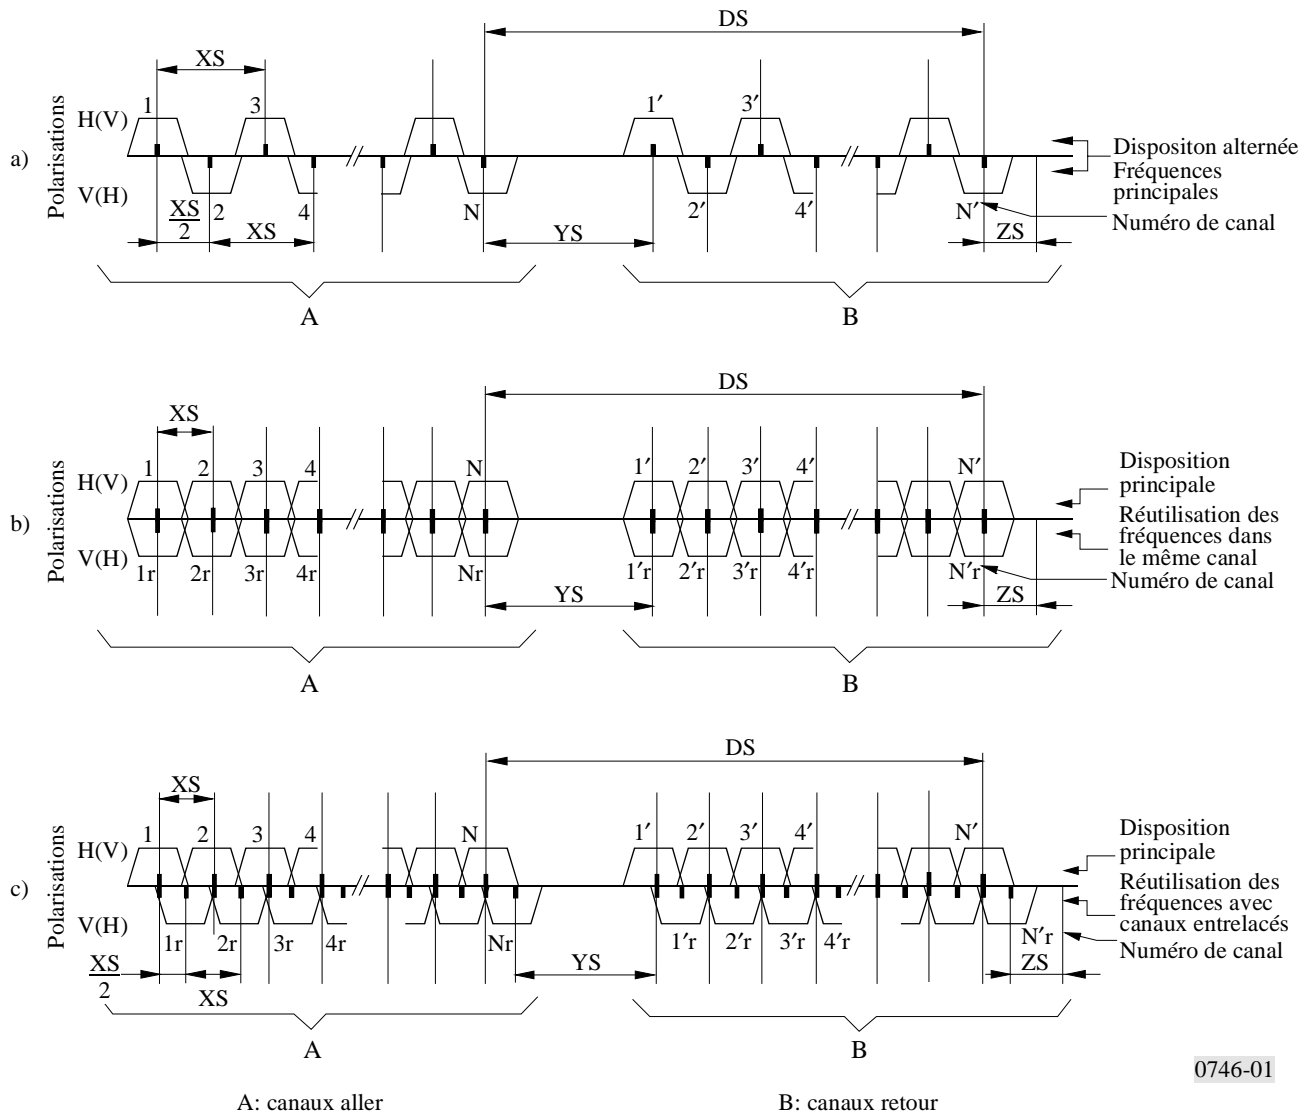 DS
XS
1
3
1′
3′
H(V)
Polarisations
a)
Dispositon alternée
Fréquences
principales
V(H)
XS
2
2
4
XS
N
YS
2′
4′
N′
ZS
Numéro de canal
A
B
DS
XS
1
2
3
4
N
1′
2′
3′
4′
N′
H(V)
Polarisations
b)
Disposition
principale
Réutilisation des
fréquences dans
le même canal
V(H)
1r
2r
3r
4r
Nr
1′r
2′r
3′r
4′r
N′r
Numéro de canal
YS
ZS
A
B
DS
XS
1
2
3
4
N
1′
2′
3′
4′
N′
H(V)
Polarisations
c)
Disposition
principale
Réutilisation des
fréquences avec
canaux entrelacés
V(H)
1r
2r
3r
4r
Nr
1′r
2′r
3′r
4′r
N′r
Numéro de canal
XS
2
XS
YS
ZS
A
B
0746-01
A: canaux aller
B: canaux retour